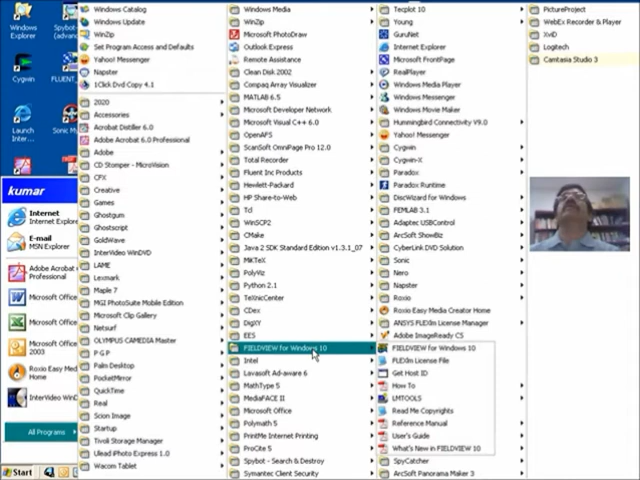 Windows Explorer
Spybot
(advan
Cygwin
FLUENT_
Launch
Inter...
Sonic M
kumar
Internet
Internet Explorer
E-mail
MSN Explorer
Adobe Acrobat
Professional
Microsoft Office
Microsoft Office
Microsoft Office
2003
Roxio Easy Media
Home
InterVideo WinD
All Programs
Start
Windows Catalog
Windows Update
WinZip
Set Program Access and Defaults
Yahoo! Messenger
Napster
1Click Dvd Copy 4.1
2020
Accessories
Acrobat Distiller 6.0
Adobe Acrobat 6.0 Professional
Adobe
CD Stomper - MicroVision
CFX
Creative
Games
Ghostgum
Ghostscript
GoldWave
InterVideo WinDVD
LAME
Lexmark
Maple 7
MGI PhotoSuite Mobile Edition
Microsoft Clip Gallery
Netsurf
OLYMPUS CAMEDIA Master
P G P
Palm Desktop
PocketMirror
QuickTime
Real
Scion Image
Startup
Tivoli Storage Manager
Ulead iPhoto Express 1.0
Wacom Tablet
Windows Media
WinZip
Microsoft PhotoDraw
Outlook Express
Remote Assistance
Clean Disk 2002
Compaq Array Visualizer
MATLAB 6.5
Microsoft Developer Network
Microsoft Visual C++ 6.0
OpenAFS
ScanSoft OmniPage Pro 12.0
Total Recorder
Fluent Inc Products
Hewlett-Packard
HP Share-to-Web
Tcl
WinSCP2
CMake
Java 2 SDK Standard Edition v1.3.1_07
MiKTeX
PolyViz
Python 2.1
TeXnicCenter
CDex
DigXY
EES
FIELDVIEW for Windows 10
Intel
Lavasoft Ad-aware 6
MathType 5
MediaFACE II
Microsoft Office
Polymath 5
PrintMe Internet Printing
ProCite 5
Spybot - Search & Destroy
Symantec Client Security
Tecplot 10
Young
GuruNet
Internet Explorer
Microsoft FrontPage
RealPlayer
Windows Media Player
Windows Messenger
Windows Movie Maker
Hummingbird Connectivity V9.0
Yahoo! Messenger
Cygwin
Cygwin-X
Paradox
Paradox Runtime
DiscWizard for Windows
FEMLAB 3.1
Adaptec USBControl
ArcSoft ShowBiz
CyberLink DVD Solution
Sonic
Nero
Napster
Roxio
Roxio Easy Media Creator Home
ANSYS FLEXlm License Manager
Adobe ImageReady CS
FIELDVIEW for Windows 10
FLEXlm License File
Get Host ID
How To
LMTOOLS
Read Me Copyrights
Reference Manual
User's Guide
What's New in FIELDVIEW 10
SpyCatcher
ArcSoft Panorama Maker 3
PictureProject
WebEx Recorder & Player
XviD
Logitech
Camtasia Studio 3